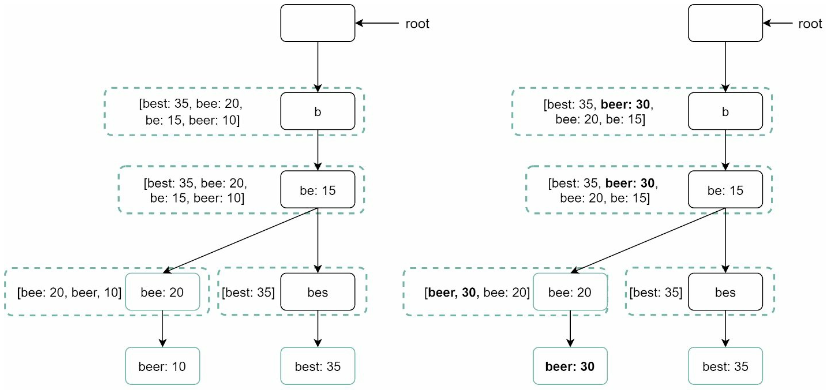 root
[best: 35, bee: 20,
be: 15, beer: 10]
b
[best: 35, bee: 20,
be: 15, beer: 10]
be: 15
[bee: 20, beer, 10]
bee: 20
[best: 35]
bes
beer: 10
best: 35
root
[best: 35, beer: 30,
bee: 20, be: 15]
b
[best: 35, beer: 30,
bee: 20, be: 15]
be: 15
[beer, 30, bee: 20]
bee: 20
[best: 35]
bes
beer: 30
best: 35